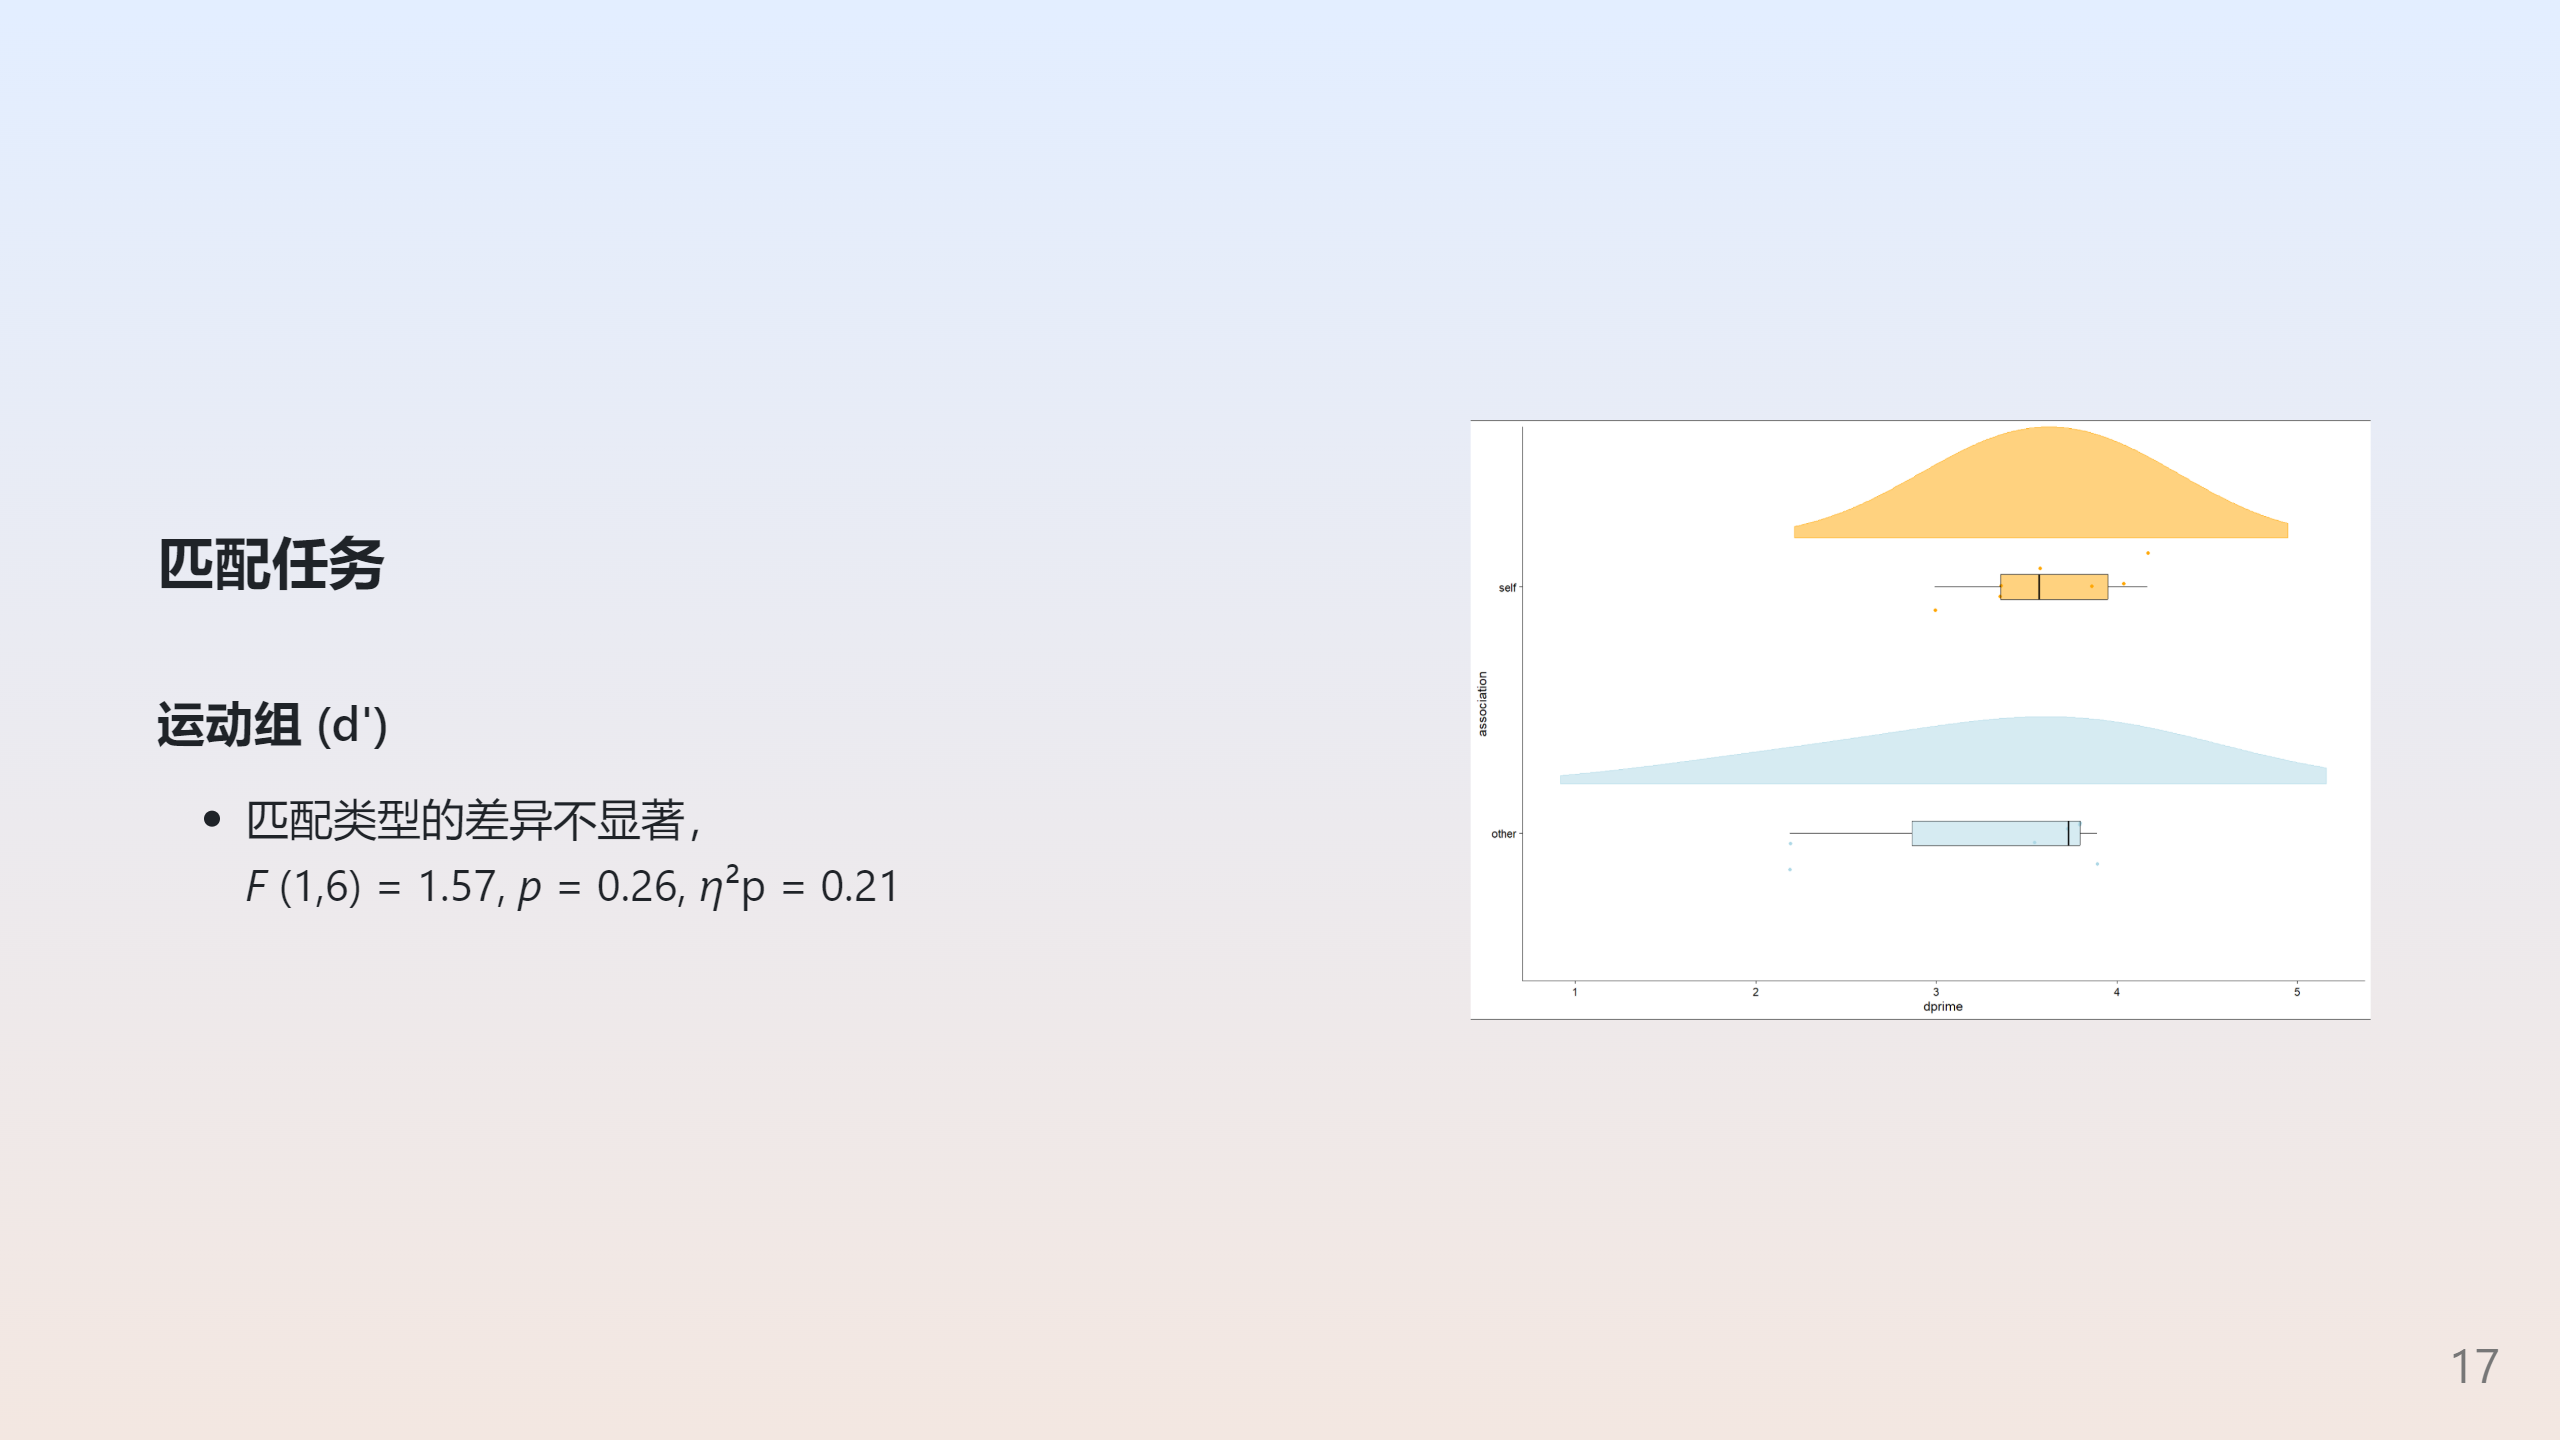 匹配任务
运动组 (d')
• 匹配类型的差异不显著，
F (1,6) = 1.57, p = 0.26, η²p = 0.21
association
self
other
1 2 3 4 5
dprime
17